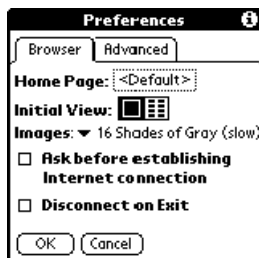 Preferences
Browser Advanced
Home Page: <Default>
Initial View:
Images: 16 Shades of Gray (slow)
Ask before establishing
Internet connection
Disconnect on Exit
OK Cancel